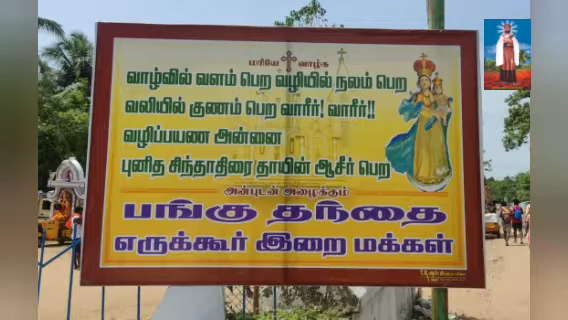 மரியே வாழ்க
வாழ்வில் வளம் பெற வழியில் நலம் பெற
வலியில் குணம் பெற வாரீர்! வாரீர்!!
வழிப்பயண அன்னை
புனித சிந்தாதிரை தாயின் ஆசீர் பெற
அன்புடன் அழைக்கும்
பங்கு தந்தை
எருக்கூர் இறை மக்கள்